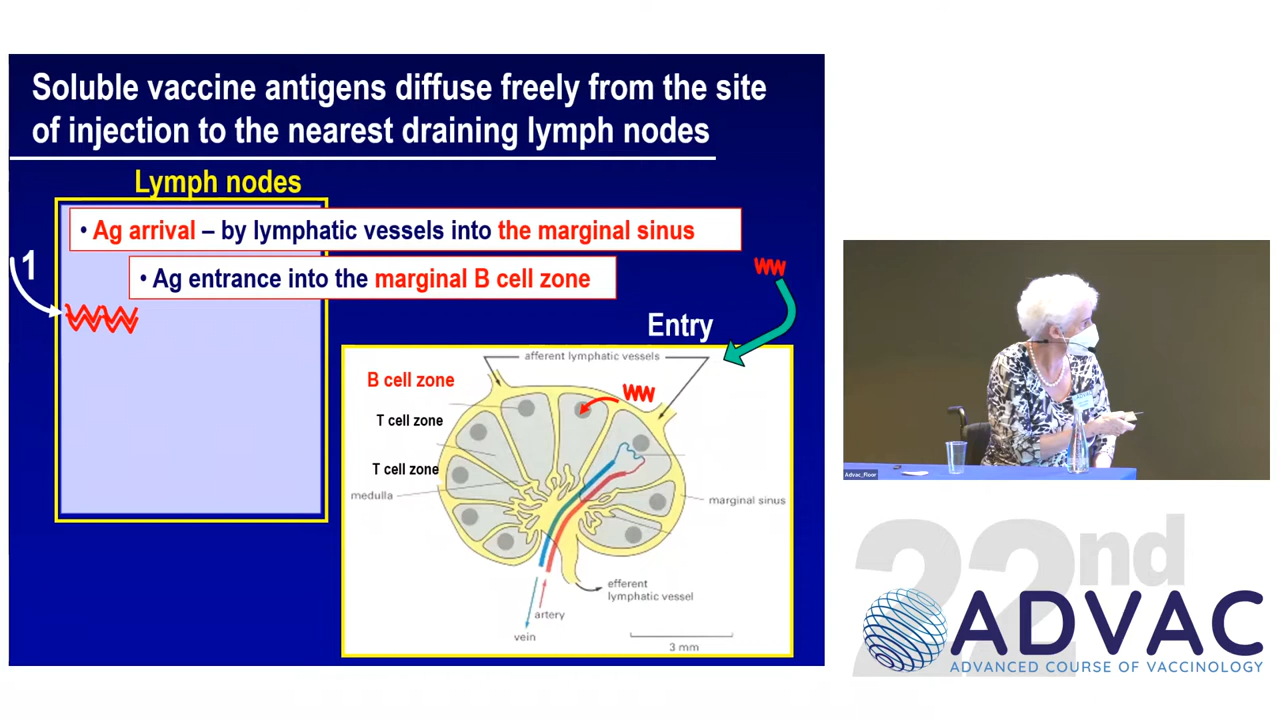 Soluble vaccine antigens diffuse freely from the site
of injection to the nearest draining lymph nodes
Lymph nodes
• Ag arrival – by lymphatic vessels into the marginal sinus
1
• Ag entrance into the marginal B cell zone
Entry
afferent lymphatic vessels
B cell zone
T cell zone
T cell zone
medulla
marginal sinus
efferent
lymphatic vessel
artery
vein
3 mm
Advac_Floor
22nd
ADVAC
ADVANCED COURSE OF VACCINOLOGY